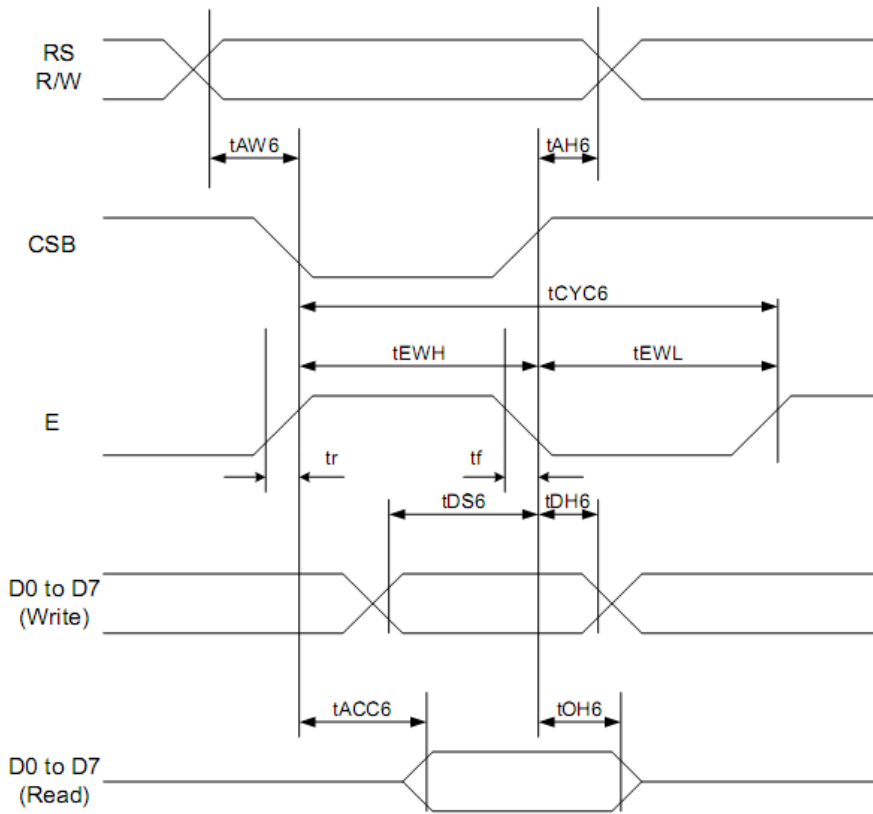 RS
R/W
tAW6
tAH6
CSB
tCYC6
tEWH
tEWL
E
tr
tf
tDS6
tDH6
D0 to D7
(Write)
tACC6
tOH6
D0 to D7
(Read)